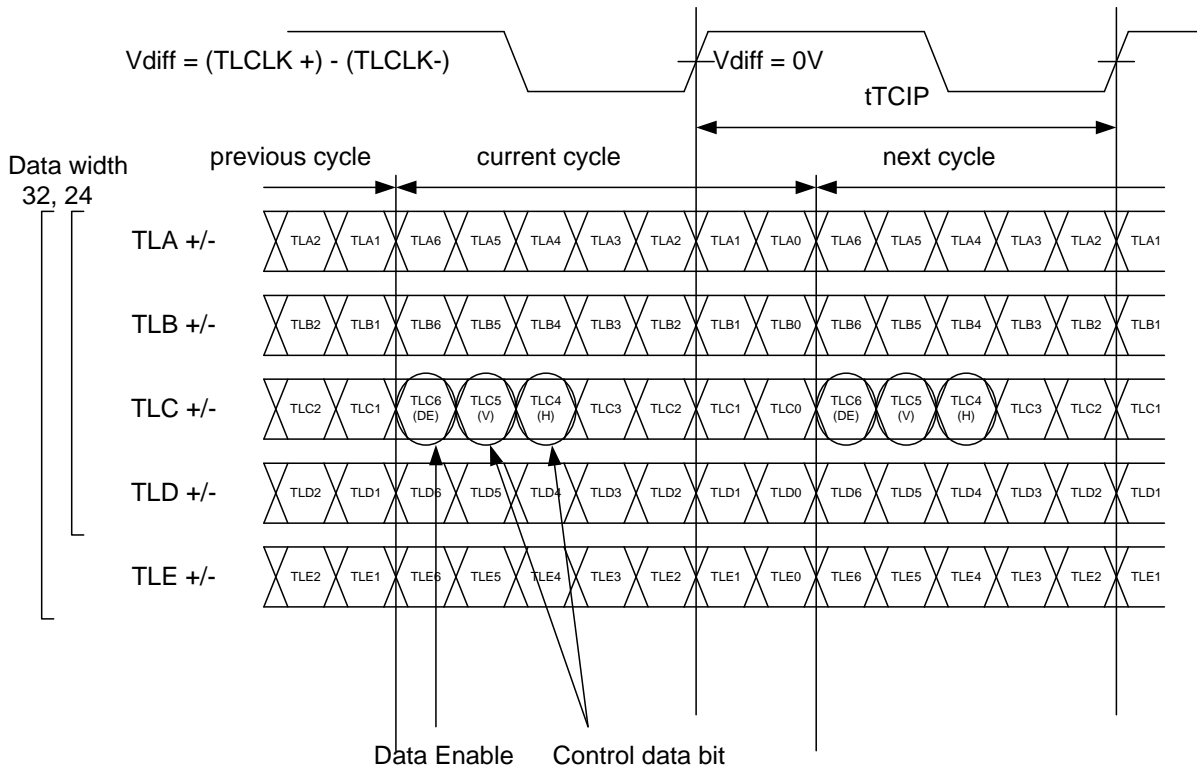 Vdiff = (TLCLK +) - (TLCLK-)
Vdiff = 0V
tTCIP
previous cycle
current cycle
next cycle
Data width
32, 24
TLA +/- TLA2 TLA1 TLA6 TLA5 TLA4 TLA3 TLA2 TLA1 TLA0 TLA6 TLA5 TLA4 TLA3 TLA2 TLA1
TLB +/- TLB2 TLB1 TLB6 TLB5 TLB4 TLB3 TLB2 TLB1 TLB0 TLB6 TLB5 TLB4 TLB3 TLB2 TLB1
TLC +/- TLC2 TLC1 TLC6 (DE) TLC5 (V) TLC4 (H) TLC3 TLC2 TLC1 TLC0 TLC6 (DE) TLC5 (V) TLC4 (H) TLC3 TLC2 TLC1
TLD +/- TLD2 TLD1 TLD6 TLD5 TLD4 TLD3 TLD2 TLD1 TLD0 TLD6 TLD5 TLD4 TLD3 TLD2 TLD1
TLE +/- TLE2 TLE1 TLE6 TLE5 TLE4 TLE3 TLE2 TLE1 TLE0 TLE6 TLE5 TLE4 TLE3 TLE2 TLE1
Data Enable
Control data bit